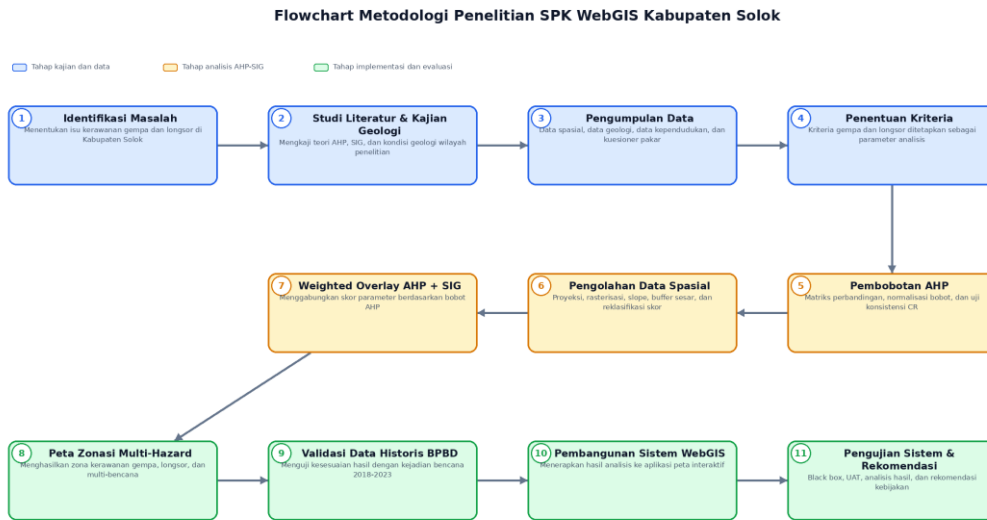 Flowchart Metodologi Penelitian SPK WebGIS Kabupaten Solok
Tahap kajian dan data
Tahap analisis AHP-SIG
Tahap implementasi dan evaluasi
1
Identifikasi Masalah
Menentukan isu kerawanan gempa dan longsor di
Kabupaten Solok
2
Studi Literatur & Kajian
Geologi
Mengkaji teori AHP, SIG, dan kondisi geologi wilayah
penelitian
3
Pengumpulan Data
Data spasial, data geologi, data kependudukan, dan
kuesioner pakar
4
Penentuan Kriteria
Kriteria gempa dan longsor ditetapkan sebagai
parameter analisis
5
Pembobotan AHP
Matriks perbandingan, normalisasi bobot, dan uji
konsistensi CR
6
Pengolahan Data Spasial
Proyeksi, rasterisasi, slope, buffer sesar, dan
reklasifikasi skor
7
Weighted Overlay AHP + SIG
Menggabungkan skor parameter berdasarkan bobot
AHP
8
Peta Zonasi Multi-Hazard
Menghasilkan zona kerawanan gempa, longsor, dan
multi-bencana
9
Validasi Data Historis BPBD
Menguji kesesuaian hasil dengan kejadian bencana
2018-2023
10
Pembangunan Sistem WebGIS
Menerapkan hasil analisis ke aplikasi peta interaktif
11
Pengujian Sistem &
Rekomendasi
Black box, UAT, analisis hasil, dan rekomendasi
kebijakan